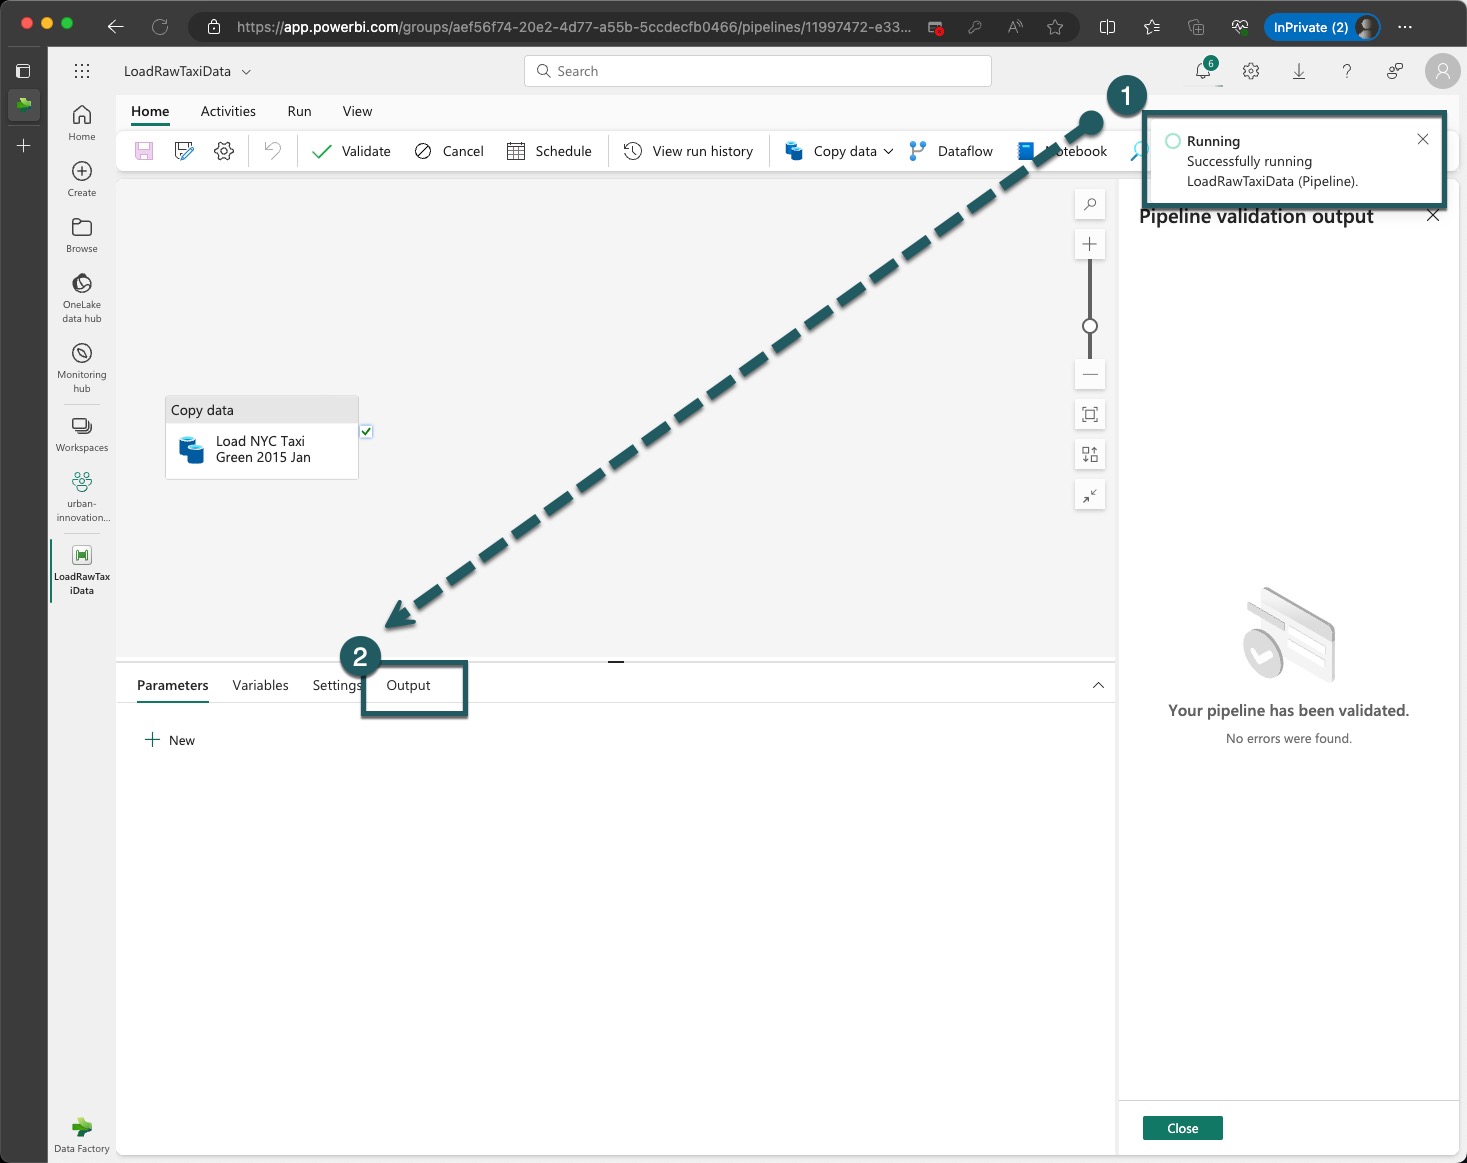 https://app.powerbi.com/groups/aef56f74-20e2-4d77-a55b-5ccdecfb0466/pipelines/11997472-e33...
InPrivate (2)
LoadRawTaxiData
Search
6
Home
Activities
Run
View
1
Validate
Cancel
Schedule
View run history
Copy data
Dataflow
Notebook
Running
Successfully running
LoadRawTaxiData (Pipeline).
Home
Create
Browse
OneLake
data hub
Monitoring
hub
Workspaces
urban-
innovation...
LoadRawTax
iData
Data Factory
Copy data
Load NYC Taxi
Green 2015 Jan
2
Parameters
Variables
Settings
Output
New
Pipeline validation output
Your pipeline has been validated.
No errors were found.
Close